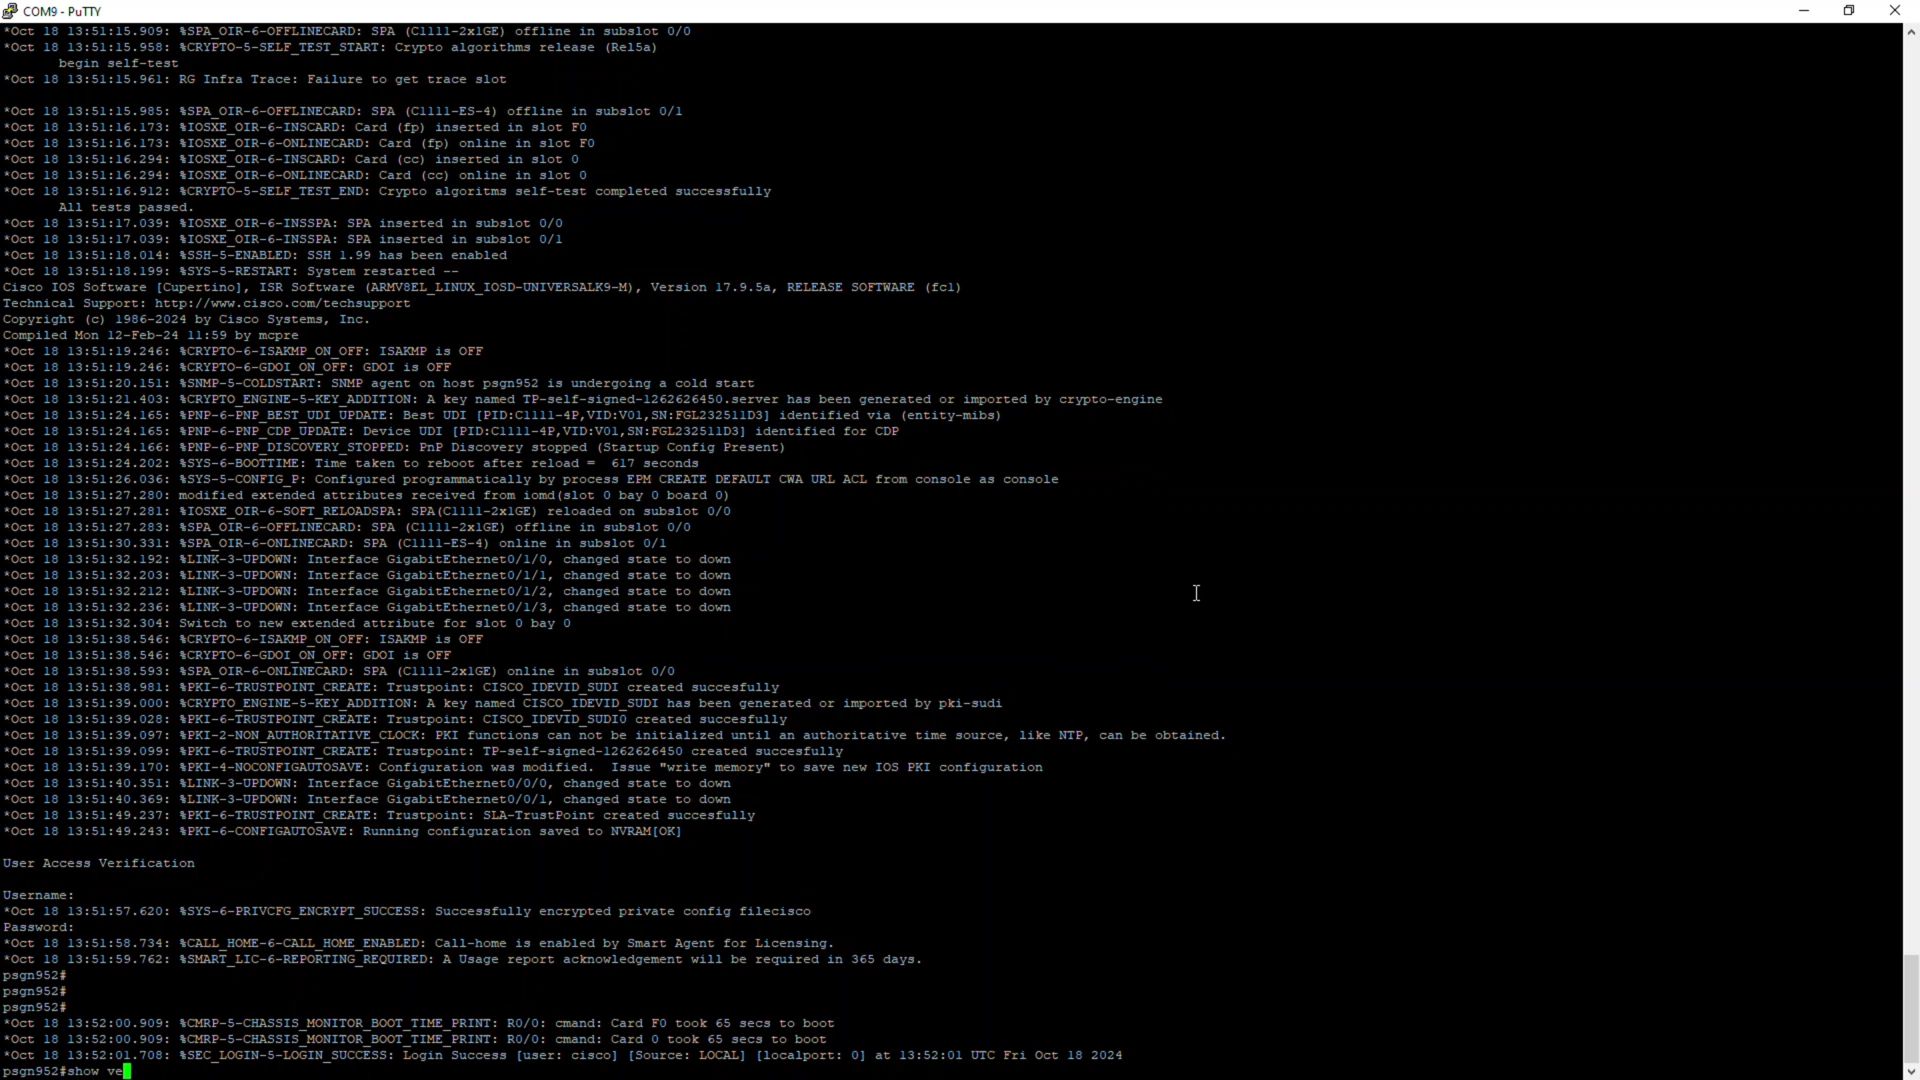 COM9 - PuTTY
*Oct 18 13:51:15.909: %SPA_OIR-6-OFFLINECARD: SPA (C1111-2x1GE) offline in subslot 0/0
*Oct 18 13:51:15.958: %CRYPTO-5-SELF_TEST_START: Crypto algorithms release (Rel5a)
begin self-test
*Oct 18 13:51:15.961: RG Infra Trace: Failure to get trace slot
*Oct 18 13:51:15.985: %SPA_OIR-6-OFFLINECARD: SPA (C1111-ES-4) offline in subslot 0/1
*Oct 18 13:51:16.173: %IOSXE_OIR-6-INSCARD: Card (fp) inserted in slot F0
*Oct 18 13:51:16.173: %IOSXE_OIR-6-ONLINECARD: Card (fp) online in slot F0
*Oct 18 13:51:16.294: %IOSXE_OIR-6-INSCARD: Card (cc) inserted in slot 0
*Oct 18 13:51:16.294: %IOSXE_OIR-6-ONLINECARD: Card (cc) online in slot 0
*Oct 18 13:51:16.912: %CRYPTO-5-SELF_TEST_END: Crypto algoritms self-test completed successfully
All tests passed.
*Oct 18 13:51:17.039: %IOSXE_OIR-6-INSSPA: SPA inserted in subslot 0/0
*Oct 18 13:51:17.039: %IOSXE_OIR-6-INSSPA: SPA inserted in subslot 0/1
*Oct 18 13:51:18.014: %SSH-5-ENABLED: SSH 1.99 has been enabled
*Oct 18 13:51:18.199: %SYS-5-RESTART: System restarted --
Cisco IOS Software [Cupertino], ISR Software (ARMV8EL_LINUX_IOSD-UNIVERSALK9-M), Version 17.9.5a, RELEASE SOFTWARE (fc1)
Technical Support: http://www.cisco.com/techsupport
Copyright (c) 1986-2024 by Cisco Systems, Inc.
Compiled Mon 12-Feb-24 11:59 by mcpre
*Oct 18 13:51:19.246: %CRYPTO-6-ISAKMP_ON_OFF: ISAKMP is OFF
*Oct 18 13:51:19.246: %CRYPTO-6-GDOI_ON_OFF: GDOI is OFF
*Oct 18 13:51:20.151: %SNMP-5-COLDSTART: SNMP agent on host psgn952 is undergoing a cold start
*Oct 18 13:51:21.403: %CRYPTO_ENGINE-5-KEY_ADDITION: A key named TP-self-signed-1262626450.server has been generated or imported by crypto-engine
*Oct 18 13:51:24.165: %PNP-6-PNP_BEST_UDI_UPDATE: Best UDI [PID:C1111-4P,VID:V01,SN:FGL232511D3] identified via (entity-mibs)
*Oct 18 13:51:24.165: %PNP-6-PNP_CDP_UPDATE: Device UDI [PID:C1111-4P,VID:V01,SN:FGL232511D3] identified for CDP
*Oct 18 13:51:24.166: %PNP-6-PNP_DISCOVERY_STOPPED: PnP Discovery stopped (Startup Config Present)
*Oct 18 13:51:24.202: %SYS-6-BOOTTIME: Time taken to reboot after reload =  617 seconds
*Oct 18 13:51:26.036: %SYS-5-CONFIG_P: Configured programmatically by process EPM CREATE DEFAULT CWA URL ACL from console as console
*Oct 18 13:51:27.280: modified extended attributes received from iomd(slot 0 bay 0 board 0)
*Oct 18 13:51:27.281: %IOSXE_OIR-6-SOFT_RELOADSPA: SPA(C1111-2x1GE) reloaded on subslot 0/0
*Oct 18 13:51:27.283: %SPA_OIR-6-OFFLINECARD: SPA (C1111-2x1GE) offline in subslot 0/0
*Oct 18 13:51:30.331: %SPA_OIR-6-ONLINECARD: SPA (C1111-ES-4) online in subslot 0/1
*Oct 18 13:51:32.192: %LINK-3-UPDOWN: Interface GigabitEthernet0/1/0, changed state to down
*Oct 18 13:51:32.203: %LINK-3-UPDOWN: Interface GigabitEthernet0/1/1, changed state to down
*Oct 18 13:51:32.212: %LINK-3-UPDOWN: Interface GigabitEthernet0/1/2, changed state to down
*Oct 18 13:51:32.236: %LINK-3-UPDOWN: Interface GigabitEthernet0/1/3, changed state to down
*Oct 18 13:51:32.304: Switch to new extended attribute for slot 0 bay 0
*Oct 18 13:51:38.546: %CRYPTO-6-ISAKMP_ON_OFF: ISAKMP is OFF
*Oct 18 13:51:38.546: %CRYPTO-6-GDOI_ON_OFF: GDOI is OFF
*Oct 18 13:51:38.593: %SPA_OIR-6-ONLINECARD: SPA (C1111-2x1GE) online in subslot 0/0
*Oct 18 13:51:38.981: %PKI-6-TRUSTPOINT_CREATE: Trustpoint: CISCO_IDEVID_SUDI created succesfully
*Oct 18 13:51:39.000: %CRYPTO_ENGINE-5-KEY_ADDITION: A key named CISCO_IDEVID_SUDI has been generated or imported by pki-sudi
*Oct 18 13:51:39.028: %PKI-6-TRUSTPOINT_CREATE: Trustpoint: CISCO_IDEVID_SUDI0 created succesfully
*Oct 18 13:51:39.097: %PKI-2-NON_AUTHORITATIVE_CLOCK: PKI functions can not be initialized until an authoritative time source, like NTP, can be obtained.
*Oct 18 13:51:39.099: %PKI-6-TRUSTPOINT_CREATE: Trustpoint: TP-self-signed-1262626450 created succesfully
*Oct 18 13:51:39.170: %PKI-4-NOCONFIGAUTOSAVE: Configuration was modified.  Issue "write memory" to save new IOS PKI configuration
*Oct 18 13:51:40.351: %LINK-3-UPDOWN: Interface GigabitEthernet0/0/0, changed state to down
*Oct 18 13:51:40.369: %LINK-3-UPDOWN: Interface GigabitEthernet0/0/1, changed state to down
*Oct 18 13:51:49.237: %PKI-6-TRUSTPOINT_CREATE: Trustpoint: SLA-TrustPoint created succesfully
*Oct 18 13:51:49.243: %PKI-6-CONFIGAUTOSAVE: Running configuration saved to NVRAM[OK]
User Access Verification
Username:
*Oct 18 13:51:57.620: %SYS-6-PRIVCFG_ENCRYPT_SUCCESS: Successfully encrypted private config filecisco
Password:
*Oct 18 13:51:58.734: %CALL_HOME-6-CALL_HOME_ENABLED: Call-home is enabled by Smart Agent for Licensing.
*Oct 18 13:51:59.762: %SMART_LIC-6-REPORTING_REQUIRED: A Usage report acknowledgement will be required in 365 days.
psgn952#
psgn952#
psgn952#
*Oct 18 13:52:00.909: %CMRP-5-CHASSIS_MONITOR_BOOT_TIME_PRINT: R0/0: cmand: Card F0 took 65 secs to boot
*Oct 18 13:52:00.909: %CMRP-5-CHASSIS_MONITOR_BOOT_TIME_PRINT: R0/0: cmand: Card 0 took 65 secs to boot
*Oct 18 13:52:01.708: %SEC_LOGIN-5-LOGIN_SUCCESS: Login Success [user: cisco] [Source: LOCAL] [localport: 0] at 13:52:01 UTC Fri Oct 18 2024
psgn952#show ve